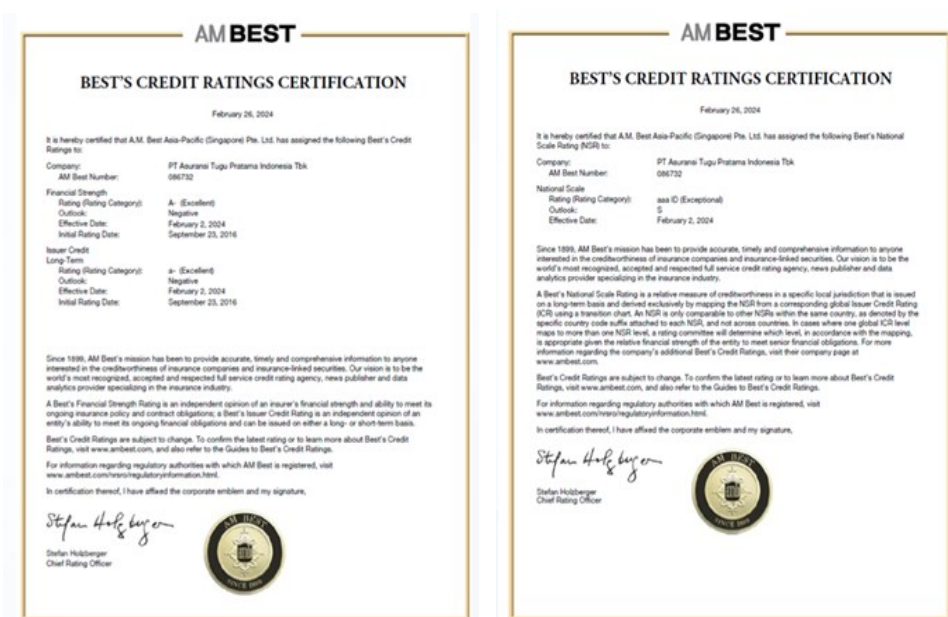 AM BEST
BEST'S CREDIT RATINGS CERTIFICATION
February 26, 2024
It is hereby certified that A.M. Best Asia-Pacific (Singapore) Pte. Ltd. has assigned the following Best's Credit
Ratings to:
Company: PT Asuransi Tugu Pratama Indonesia Tbk
AM Best Number: 086732
Financial Strength
Rating (Rating Category): A- (Excellent)
Outlook: Negative
Effective Date: February 2, 2024
Initial Rating Date: September 23, 2016
Issuer Credit
Long-Term
Rating (Rating Category): a- (Excellent)
Outlook: Negative
Effective Date: February 2, 2024
Initial Rating Date: September 23, 2016
Since 1899, AM Best's mission has been to provide accurate, timely and comprehensive information to anyone
interested in the creditworthiness of insurance companies and insurance-linked securities. Our vision is to be the
world's most recognized, accepted and respected full service credit rating agency, news publisher and data
analytics provider specializing in the insurance industry.
A Best's Financial Strength Rating is an independent opinion of an insurer's financial strength and ability to meet its
ongoing insurance policy and contract obligations; a Best's Issuer Credit Rating is an independent opinion of an
entity's ability to meet its ongoing financial obligations and can be issued on either a long- or short-term basis.
Best's Credit Ratings are subject to change. To confirm the latest rating or to learn more about Best's Credit
Ratings, visit www.ambest.com, and also refer to the Guides to Best's Credit Ratings.
For information regarding regulatory authorities with which AM Best is registered, visit
www.ambest.com/nrsro/regulatoryinformation.html.
In certification thereof, I have affixed the corporate emblem and my signature,
Stefan Holzberger
Stefan Holzberger
Chief Rating Officer
AM BEST
SINCE 1899
AM BEST
BEST'S CREDIT RATINGS CERTIFICATION
February 26, 2024
It is hereby certified that A.M. Best Asia-Pacific (Singapore) Pte. Ltd. has assigned the following Best's National
Scale Rating (NSR) to:
Company: PT Asuransi Tugu Pratama Indonesia Tbk
AM Best Number: 086732
National Scale
Rating (Rating Category): aaa ID (Exceptional)
Outlook: S
Effective Date: February 2, 2024
Since 1899, AM Best's mission has been to provide accurate, timely and comprehensive information to anyone
interested in the creditworthiness of insurance companies and insurance-linked securities. Our vision is to be the
world's most recognized, accepted and respected full service credit rating agency, news publisher and data
analytics provider specializing in the insurance industry.
A Best's National Scale Rating is a relative measure of creditworthiness in a specific local jurisdiction that is issued
on a long-term basis and derived exclusively by mapping the NSR from a corresponding global Issuer Credit Rating
(ICR) using a transition chart. An NSR is only comparable to other NSRs within the same country, as denoted by the
specific country code suffix attached to each NSR, and not across countries. In cases where one global ICR level
maps to more than one NSR level, a rating committee will determine which level, in accordance with the mapping,
is appropriate given the relative financial strength of the entity to meet senior financial obligations. For more
information regarding the company's additional Best's Credit Ratings, visit their company page at
www.ambest.com.
Best's Credit Ratings are subject to change. To confirm the latest rating or to learn more about Best's Credit
Ratings, visit www.ambest.com, and also refer to the Guides to Best's Credit Ratings.
For information regarding regulatory authorities with which AM Best is registered, visit
www.ambest.com/nrsro/regulatoryinformation.html.
In certification thereof, I have affixed the corporate emblem and my signature,
Stefan Holzberger
Stefan Holzberger
Chief Rating Officer
AM BEST
SINCE 1899